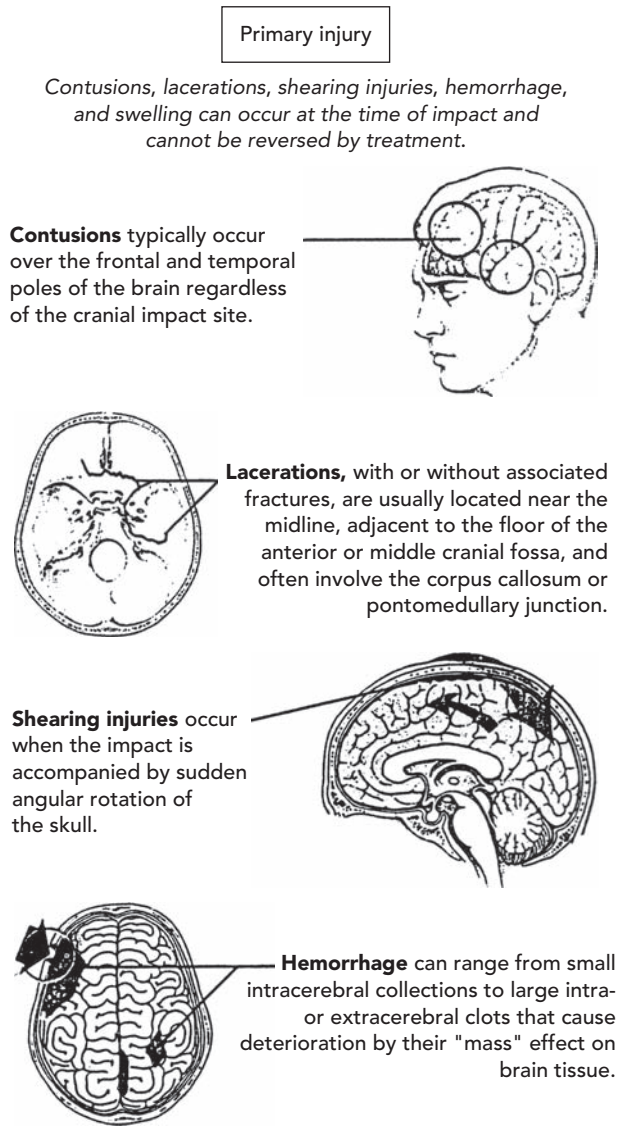 Primary injury
Contusions, lacerations, shearing injuries, hemorrhage,
and swelling can occur at the time of impact and
cannot be reversed by treatment.
Contusions typically occur
over the frontal and temporal
poles of the brain regardless
of the cranial impact site.
Lacerations, with or without associated
fractures, are usually located near the
midline, adjacent to the floor of the
anterior or middle cranial fossa, and
often involve the corpus callosum or
pontomedullary junction.
Shearing injuries occur
when the impact is
accompanied by sudden
angular rotation of
the skull.
Hemorrhage can range from small
intracerebral collections to large intra-
or extracerebral clots that cause
deterioration by their "mass" effect on
brain tissue.